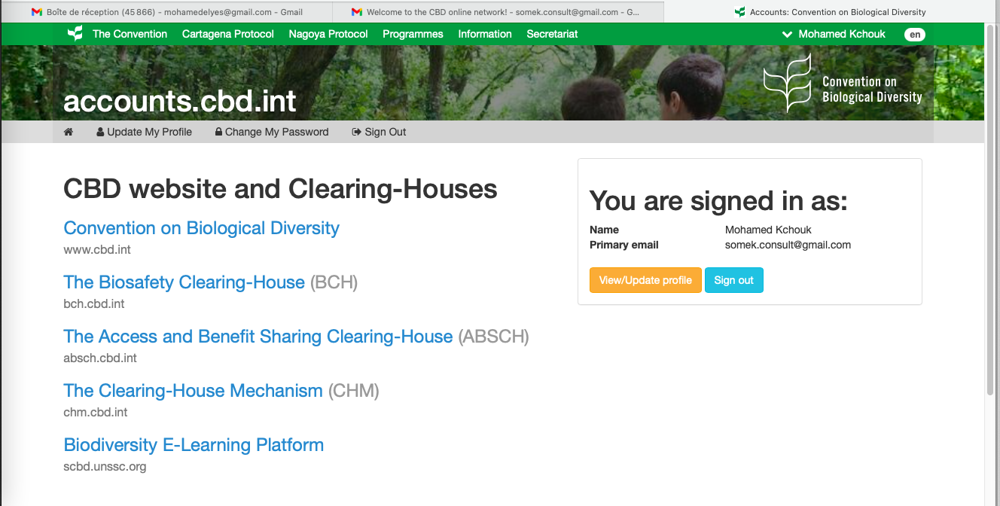 Boîte de réception (45 866) - mohamedelyes@gmail.com - Gmail
Welcome to the CBD online network! - somek.consult@gmail.com - G...
Accounts: Convention on Biological Diversity
The Convention
Cartagena Protocol
Nagoya Protocol
Programmes
Information
Secretariat
Mohamed Kchouk
en
accounts.cbd.int
Convention on
Biological Diversity
Update My Profile
Change My Password
Sign Out
CBD website and Clearing-Houses
Convention on Biological Diversity
www.cbd.int
The Biosafety Clearing-House (BCH)
bch.cbd.int
The Access and Benefit Sharing Clearing-House (ABSCH)
absch.cbd.int
The Clearing-House Mechanism (CHM)
chm.cbd.int
Biodiversity E-Learning Platform
scbd.unssc.org
You are signed in as:
Name Mohamed Kchouk
Primary email somek.consult@gmail.com
View/Update profile
Sign out